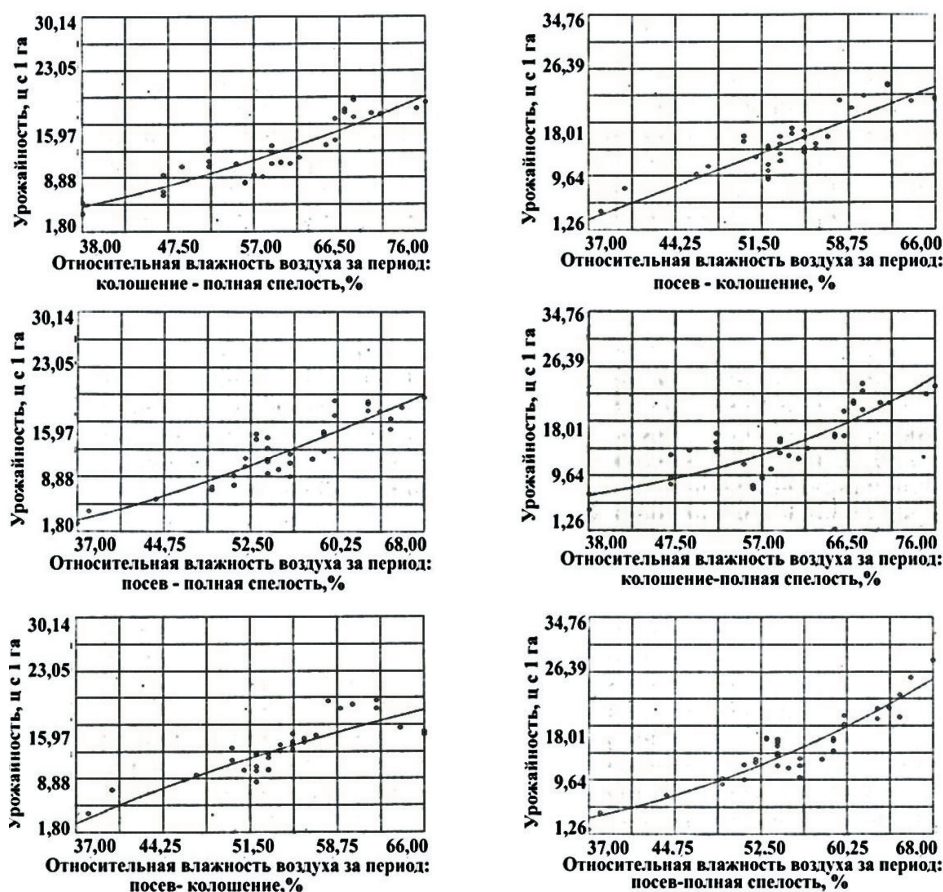 Урожайность, ц с 1 га
30,14
23,05
15,97
8,88
1,80
38,00 47,50 57,00 66,50 76,00
Относительная влажность воздуха за период:
колошение - полная спелость,%
Урожайность, ц с 1 га
34,76
26,39
18,01
9,64
1,26
37,00 44,25 51,50 58,75 66,00
Относительная влажность воздуха за период:
посев - колошение, %
Урожайность, ц с 1 га
30,14
23,05
15,97
8,88
1,80
37,00 44,75 52,50 60,25 68,00
Относительная влажность воздуха за период:
посев - полная спелость,%
Урожайность, ц с 1 га
34,76
26,39
18,01
9,64
1,26
38,00 47,50 57,00 66,50 76,00
Относительная влажность воздуха за период:
колошение-полная спелость,%
Урожайность, ц с 1 га
30,14
23,05
15,97
8,88
1,80
37,00 44,25 51,50 58,75 66,00
Относительная влажность воздуха за период:
посев- колошение,%
Урожайность, ц с 1 га
34,76
26,39
18,01
9,64
1,26
37,00 44,75 52,50 60,25 68.00
Относительная влажность воздуха за период:
посев-полная спелость, %